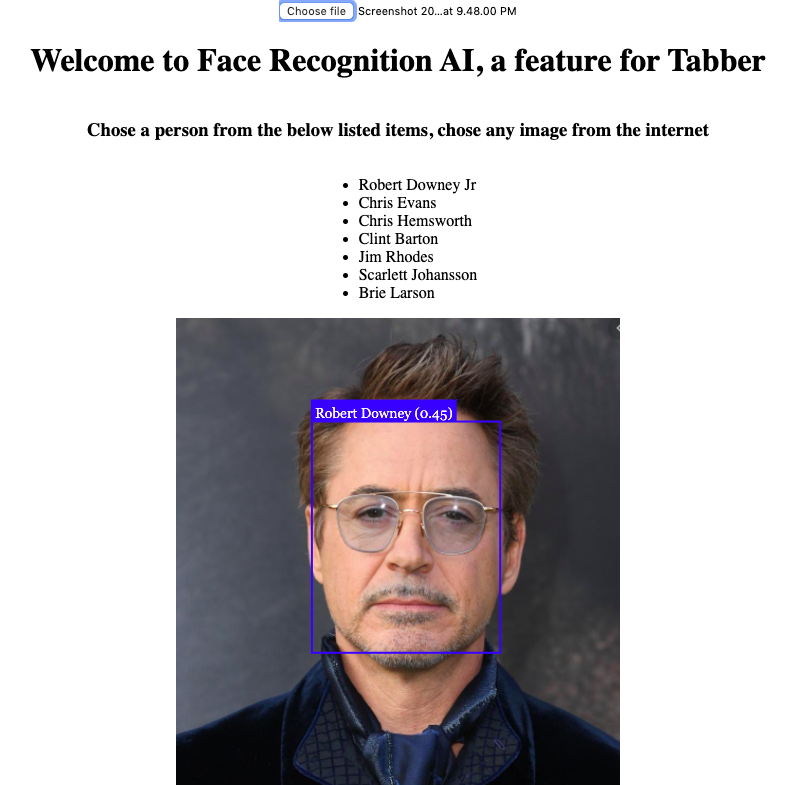 Choose file Screenshot 20...at 9.48.00 PM
Welcome to Face Recognition AI, a feature for Tabber
Chose a person from the below listed items, chose any image from the internet
• Robert Downey Jr
• Chris Evans
• Chris Hemsworth
• Clint Barton
• Jim Rhodes
• Scarlett Johansson
• Brie Larson
Robert Downey (0.45)